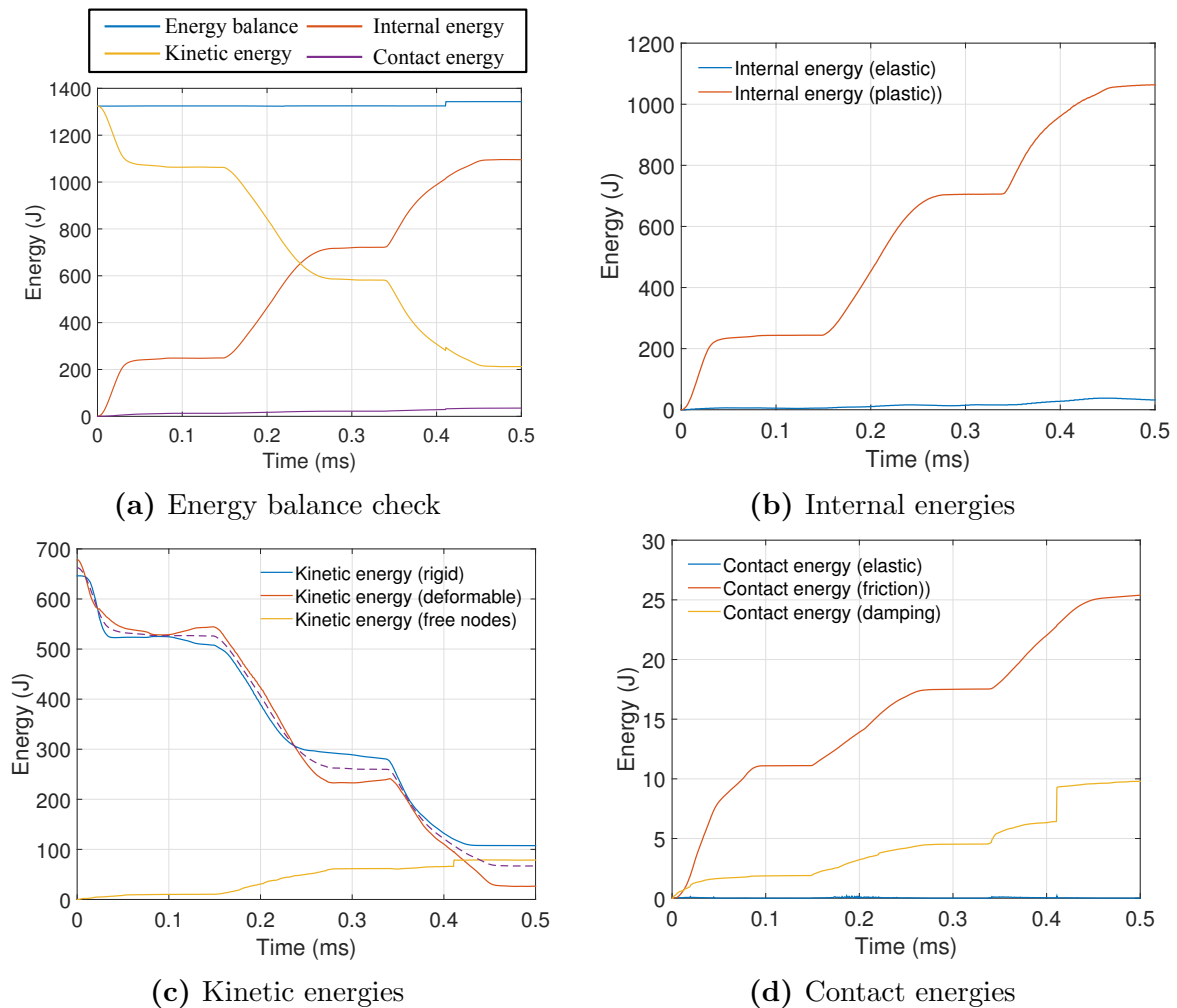 Energy balance Internal energy
Kinetic energy Contact energy
1400
1200
1000
800
600
400
200
0
Energy (J)
0 0.1 0.2 0.3 0.4 0.5
Time (ms)
(a) Energy balance check
1200
1000
800
600
400
200
0
Energy (J)
Internal energy (elastic)
Internal energy (plastic))
0 0.1 0.2 0.3 0.4 0.5
Time (ms)
(b) Internal energies
700
600
500
400
300
200
100
0
Energy (J)
Kinetic energy (rigid)
Kinetic energy (deformable)
Kinetic energy (free nodes)
0 0.1 0.2 0.3 0.4 0.5
Time (ms)
(c) Kinetic energies
30
25
20
15
10
5
0
Energy (J)
Contact energy (elastic)
Contact energy (friction))
Contact energy (damping)
0 0.1 0.2 0.3 0.4 0.5
Time (ms)
(d) Contact energies